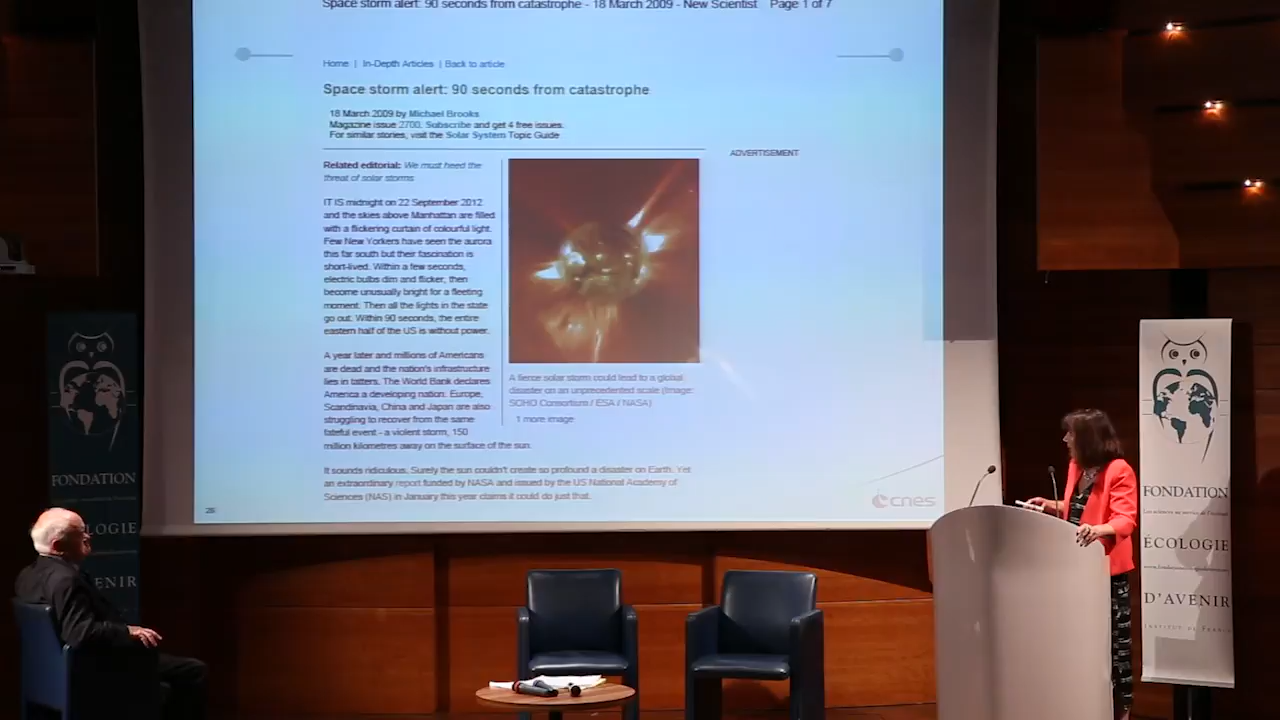 Space storm alert: 90 seconds from catastrophe - 18 March 2009 - New Scientist Page 1 of 7
Home | In-Depth Articles | Back to article
Space storm alert: 90 seconds from catastrophe
18 March 2009 by Michael Brooks
Magazine issue 2700. Subscribe and get 4 free issues.
For similar stories, visit the Solar System Topic Guide
ADVERTISEMENT
Related editorial: We must heed the
threat of solar storms
IT IS midnight on 22 September 2012
and the skies above Manhattan are filled
with a flickering curtain of colourful light.
Few New Yorkers have seen the aurora
this far south but their fascination is
short-lived. Within a few seconds,
electric bulbs dim and flicker, then
become unusually bright for a fleeting
moment. Then all the lights in the state
go out. Within 90 seconds, the entire
eastern half of the US is without power.
A year later and millions of Americans
are dead and the nation's infrastructure
lies in tatters. The World Bank declares
America a developing nation. Europe,
Scandinavia, China and Japan are also
struggling to recover from the same
fateful event - a violent storm, 150
million kilometres away on the surface of the sun.
It sounds ridiculous. Surely the sun couldn't create so profound a disaster on Earth. Yet
an extraordinary report funded by NASA and issued by the US National Academy of
Sciences (NAS) in January this year claims it could do just that.
A fierce solar storm could lead to a global
disaster on an unprecedented scale (Image:
SOHO Consortium / ESA / NASA)
1 more image
cnes
FONDATION
LOGIE
ENIR
FONDATION
Les sciences au service de l'action
ÉCOLOGIE
D'AVENIR
INSTITUT DE FRANCE